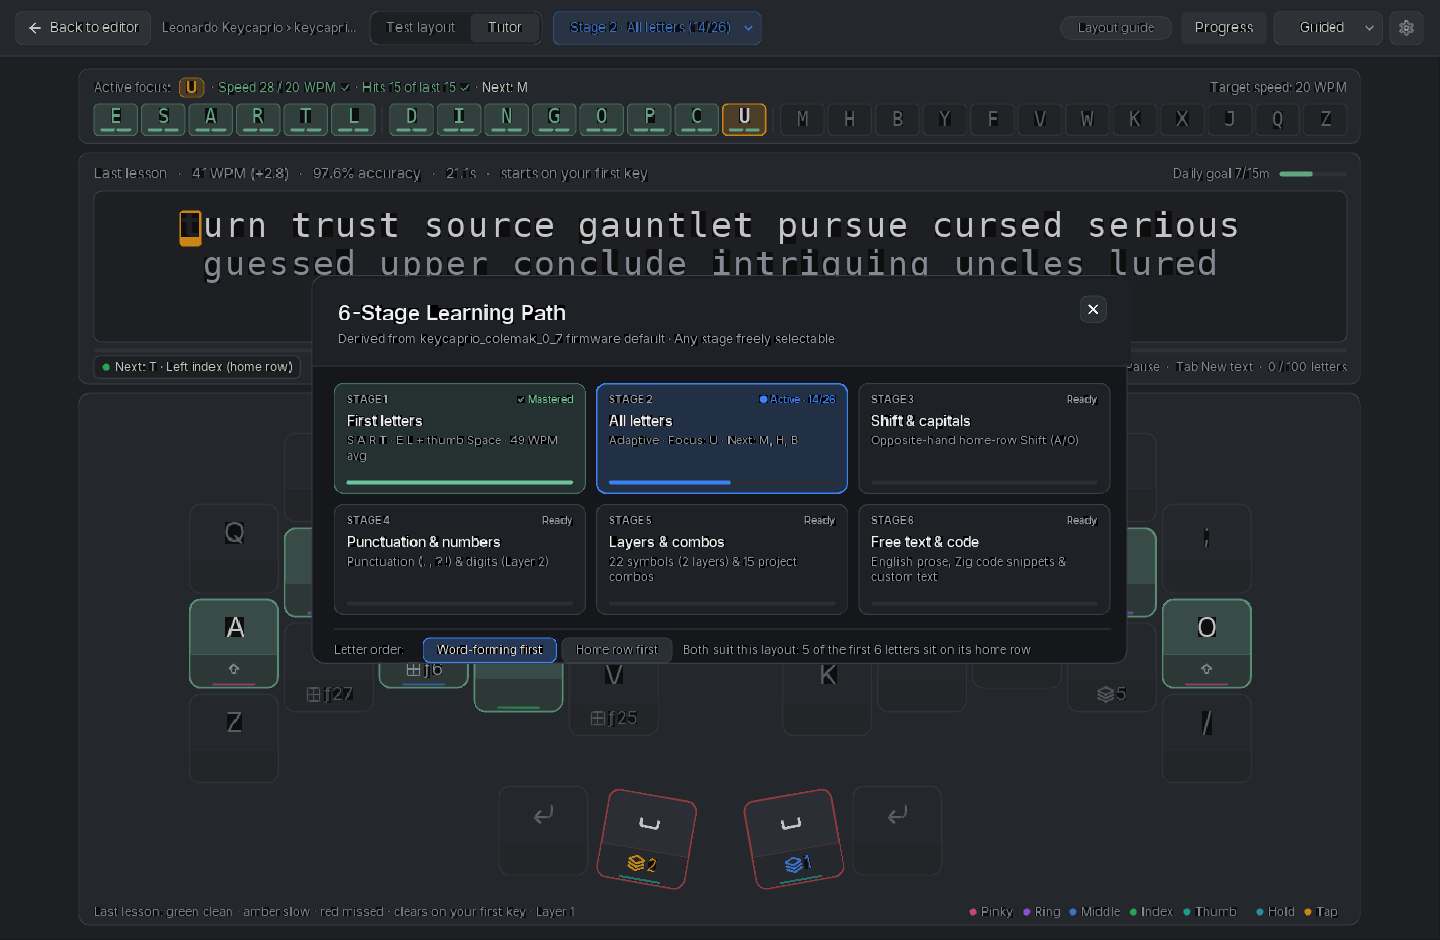 Back to editor
Leonardo Keycaprio › keycapri...
Test layout
Tutor
Stage 2 · All letters (14/26)
Layout guide
Progress
Guided
Active focus: U · Speed 28 / 20 WPM ✓ · Hits 15 of last 15 ✓ · Next: M
Target speed: 20 WPM
E S A R T L D I N G O P C U M H B Y F V W K X J Q Z
Last lesson · 41 WPM (+2.8) · 97.6% accuracy · 21.1s · starts on your first key
Daily goal 7/15m
turn trust source gauntlet pursue cursed serious
guessed upper conclude intriguing uncles lured
Next: T · Left index (home row)
Pause · Tab New text · 0 / 100 letters
6-Stage Learning Path
Derived from keycaprio_colemak_0_7 firmware default · Any stage freely selectable
STAGE 1
✓ Mastered
First letters
S A R T · E L + thumb Space · 49 WPM
avg
STAGE 2
Active · 14/26
All letters
Adaptive · Focus: U · Next: M, H, B
STAGE 3
Ready
Shift & capitals
Opposite-hand home-row Shift (A/O)
STAGE 4
Ready
Punctuation & numbers
Punctuation (. , ? !) & digits (Layer 2)
STAGE 5
Ready
Layers & combos
22 symbols (2 layers) & 15 project
combos
STAGE 6
Ready
Free text & code
English prose, Zig code snippets &
custom text
Letter order:
Word-forming first
Home row first
Both suit this layout: 5 of the first 6 letters sit on its home row
Q
;
A
O
ƒ6
V
K
ƒ27
5
Z
ƒ25
/
2
1
Last lesson: green clean · amber slow · red missed · clears on your first key · Layer 1
Pinky
Ring
Middle
Index
Thumb
Hold
Tap